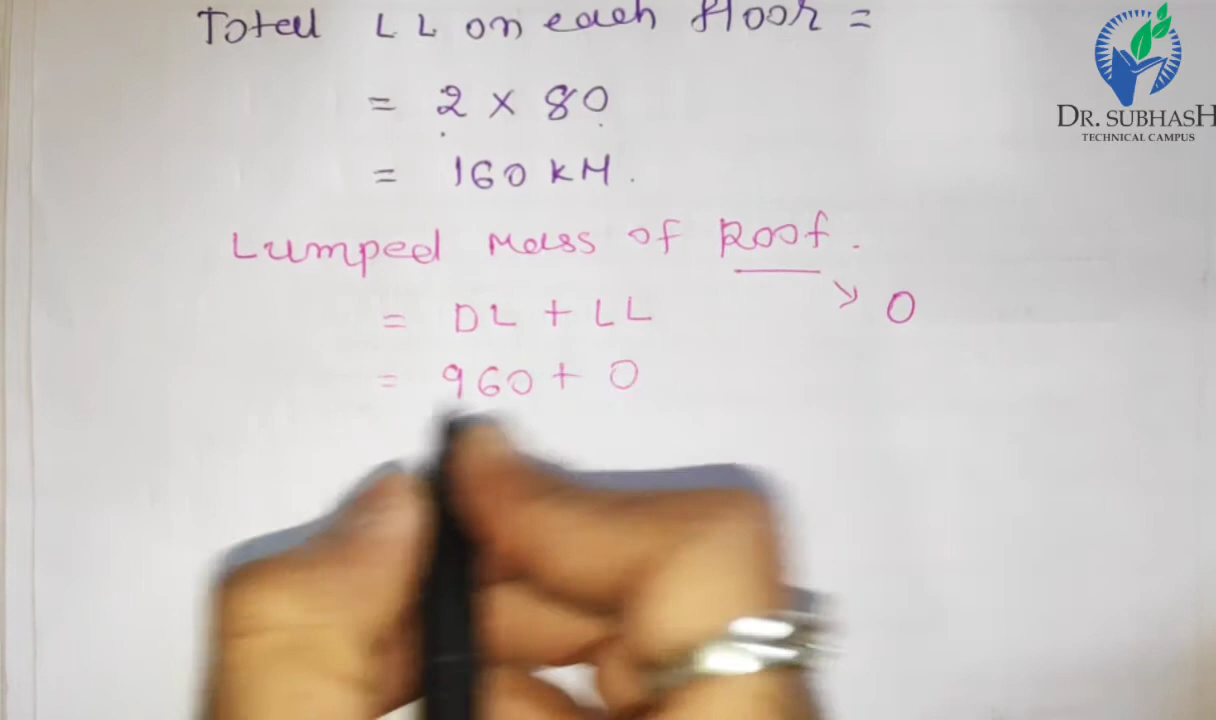 Total LL on each floor =
= 2 × 80
= 160 KN.
Lumped Mass of Roof.
= DL + LL → 0
= 960 + 0
DR. SUBHASH
TECHNICAL CAMPUS